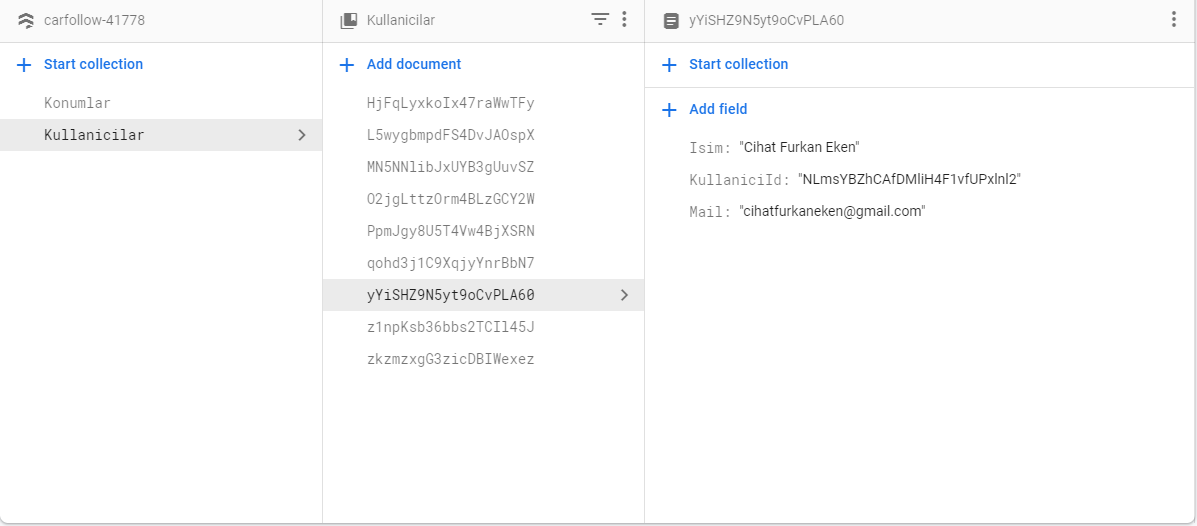 carfollow-41778
Start collection
Konumlar
Kullanicilar
Kullanicilar
Add document
HjFqLyxkoIx47raWwTFy
L5wygbmpdFS4DvJAOspX
MN5NNlibJxUYB3gUuvSZ
O2jgLttzOrm4BLzGCY2W
PpmJgy8U5T4Vw4BjXSRN
qohd3j1C9XqjyYnrBbN7
yYiSHZ9N5yt9oCvPLA60
z1npKsb36bbs2TCIl45J
zkzmzxgG3zicDBIWexez
yYiSHZ9N5yt9oCvPLA60
Start collection
Add field
Isim: "Cihat Furkan Eken"
KullaniciId: "NLmsYBZhCAfDMliH4F1vfUPxlnl2"
Mail: "cihatfurkaneken@gmail.com"